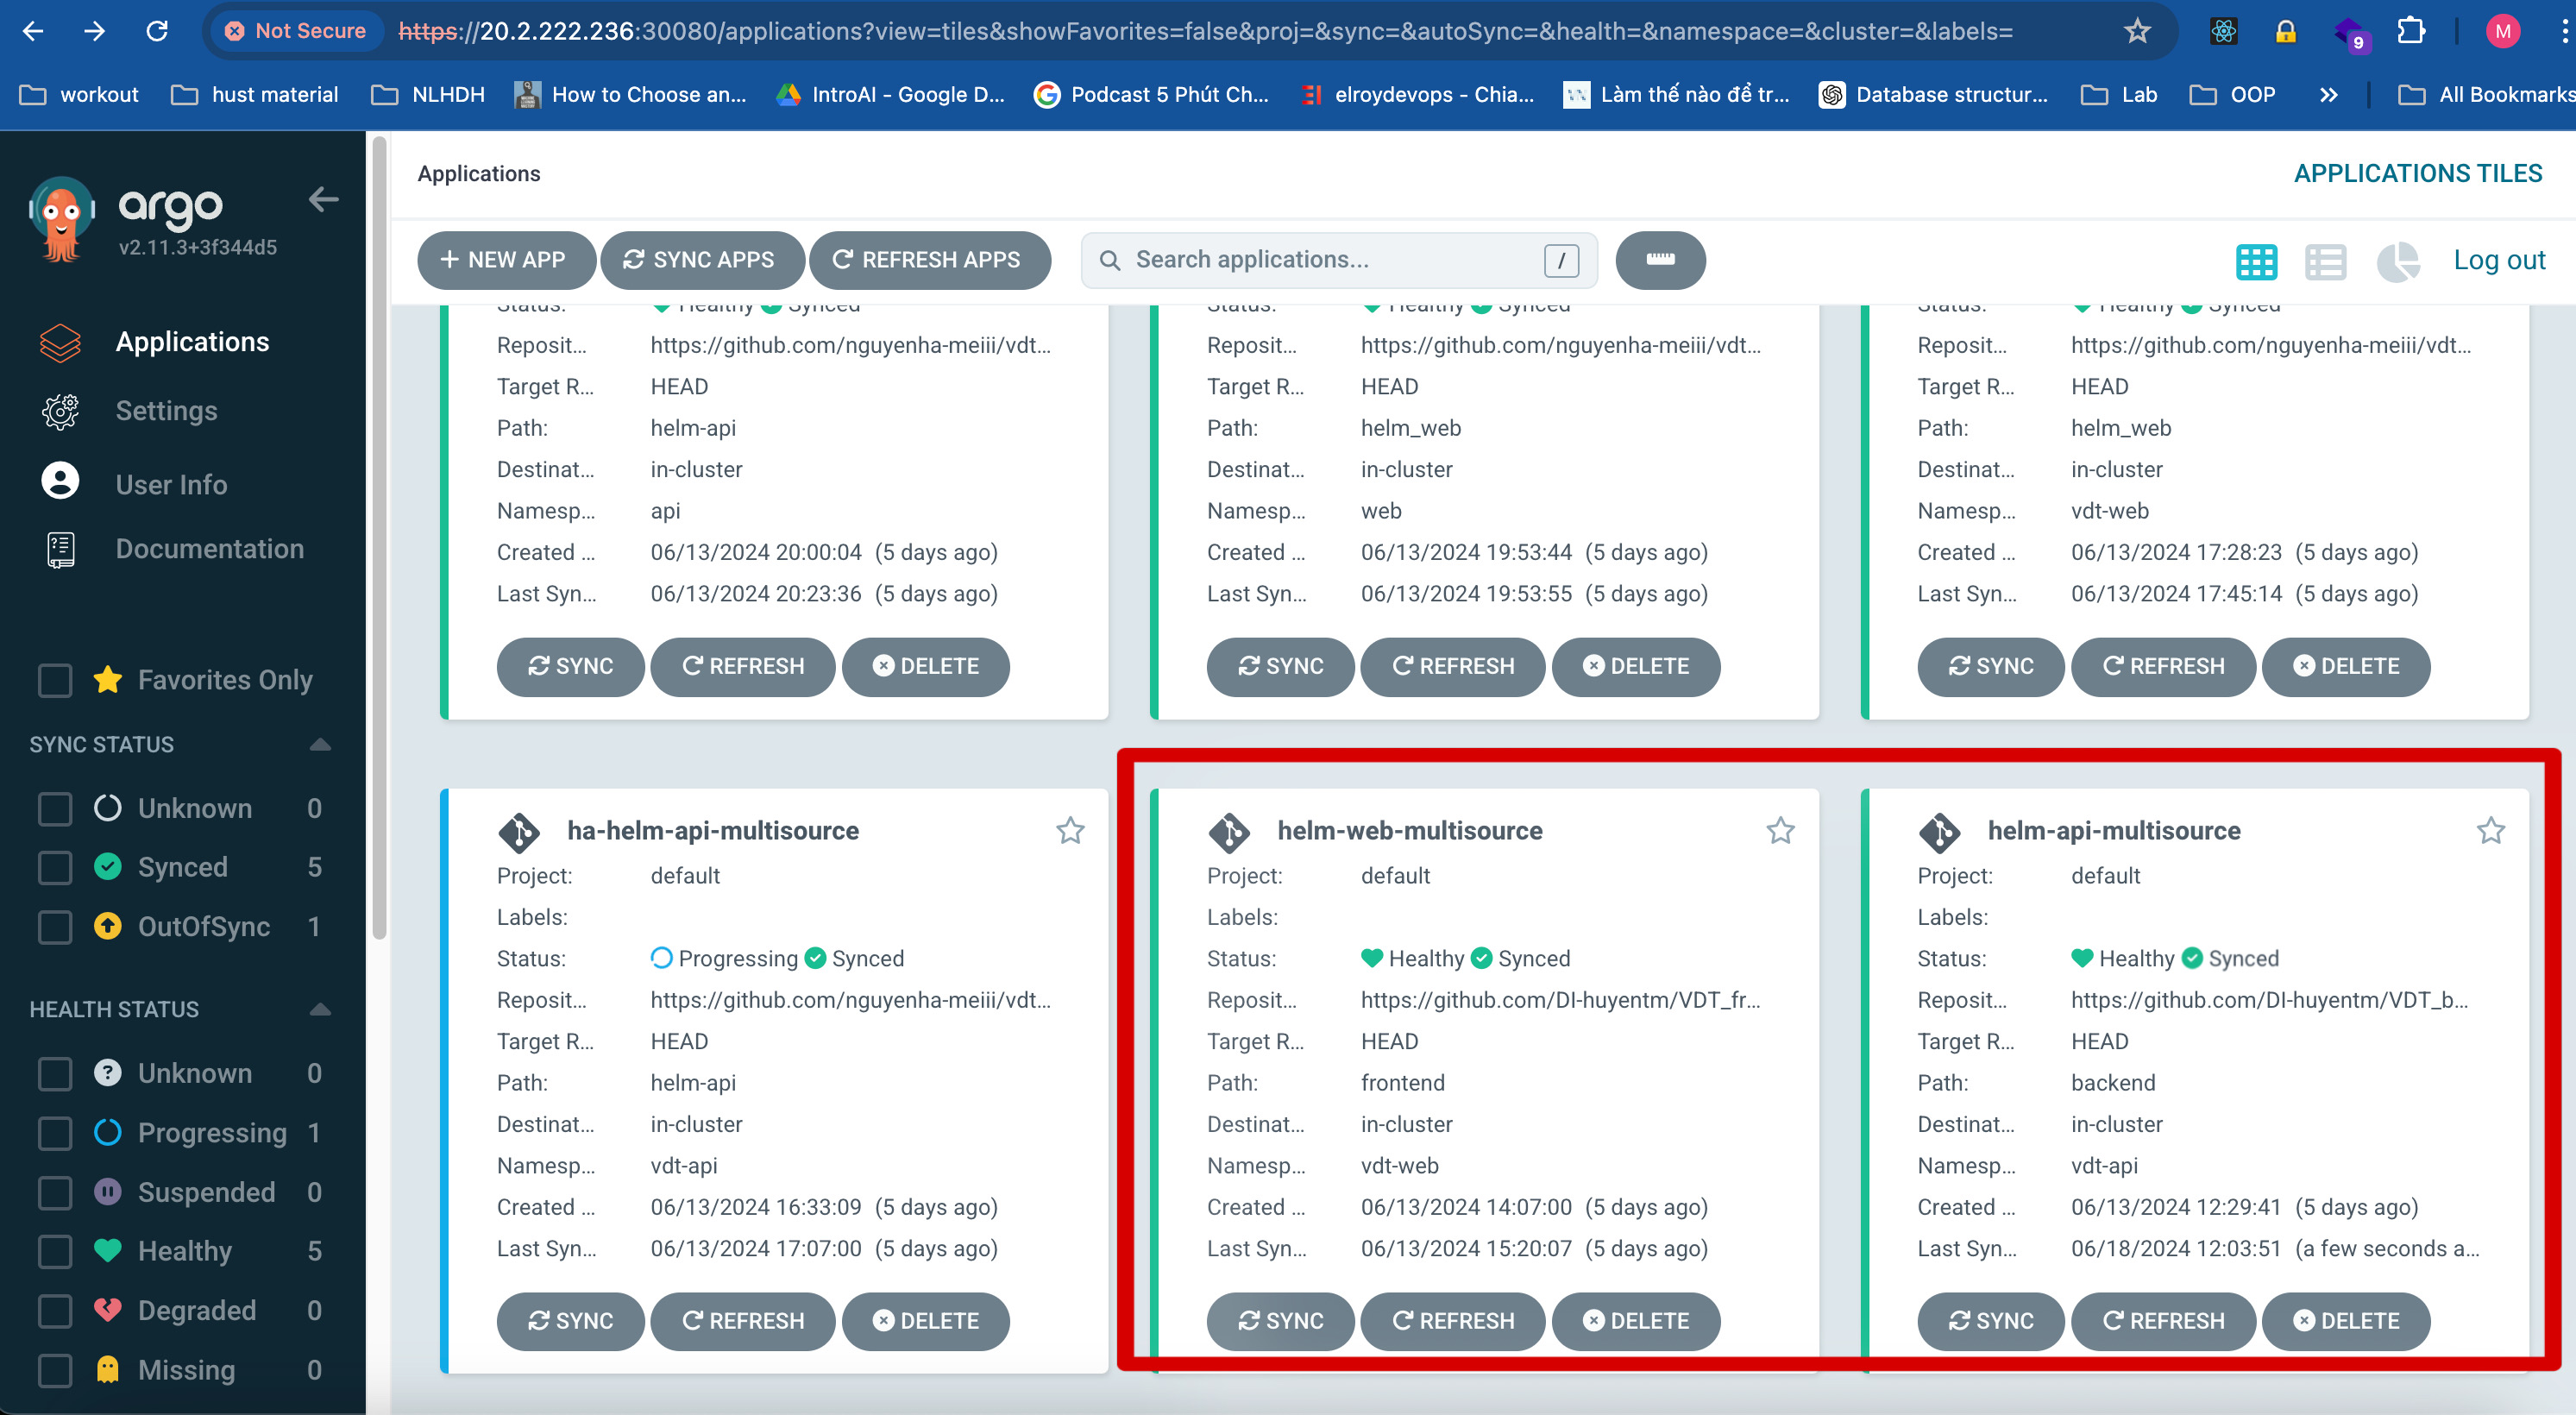 Not Secure https://20.2.222.236:30080/applications?view=tiles&showFavorites=false&proj=&sync=&autoSync=&health=&namespace=&cluster=&labels= 9 M
workout hust material NLHDH How to Choose an... IntroAI - Google D... Podcast 5 Phút Ch... elroydevops - Chia... Làm thế nào để tr... Database structur... Lab OOP » All Bookmarks
argo
v2.11.3+3f344d5
Applications
Settings
User Info
Documentation
Favorites Only
SYNC STATUS
Unknown 0
Synced 5
OutOfSync 1
HEALTH STATUS
Unknown 0
Progressing 1
Suspended 0
Healthy 5
Degraded 0
Missing 0
Applications APPLICATIONS TILES
+ NEW APP SYNC APPS REFRESH APPS Search applications... / Log out
Status: Healthy Synced
Reposit... https://github.com/nguyenha-meiii/vdt...
Target R... HEAD
Path: helm-api
Destinat... in-cluster
Namesp... api
Created ... 06/13/2024 20:00:04 (5 days ago)
Last Syn... 06/13/2024 20:23:36 (5 days ago)
SYNC REFRESH DELETE
Status: Healthy Synced
Reposit... https://github.com/nguyenha-meiii/vdt...
Target R... HEAD
Path: helm_web
Destinat... in-cluster
Namesp... web
Created ... 06/13/2024 19:53:44 (5 days ago)
Last Syn... 06/13/2024 19:53:55 (5 days ago)
SYNC REFRESH DELETE
Status: Healthy Synced
Reposit... https://github.com/nguyenha-meiii/vdt...
Target R... HEAD
Path: helm_web
Destinat... in-cluster
Namesp... vdt-web
Created ... 06/13/2024 17:28:23 (5 days ago)
Last Syn... 06/13/2024 17:45:14 (5 days ago)
SYNC REFRESH DELETE
ha-helm-api-multisource
Project: default
Labels:
Status: Progressing Synced
Reposit... https://github.com/nguyenha-meiii/vdt...
Target R... HEAD
Path: helm-api
Destinat... in-cluster
Namesp... vdt-api
Created ... 06/13/2024 16:33:09 (5 days ago)
Last Syn... 06/13/2024 17:07:00 (5 days ago)
SYNC REFRESH DELETE
helm-web-multisource
Project: default
Labels:
Status: Healthy Synced
Reposit... https://github.com/DI-huyentm/VDT_fr...
Target R... HEAD
Path: frontend
Destinat... in-cluster
Namesp... vdt-web
Created ... 06/13/2024 14:07:00 (5 days ago)
Last Syn... 06/13/2024 15:20:07 (5 days ago)
SYNC REFRESH DELETE
helm-api-multisource
Project: default
Labels:
Status: Healthy Synced
Reposit... https://github.com/DI-huyentm/VDT_b...
Target R... HEAD
Path: backend
Destinat... in-cluster
Namesp... vdt-api
Created ... 06/13/2024 12:29:41 (5 days ago)
Last Syn... 06/18/2024 12:03:51 (a few seconds a...
SYNC REFRESH DELETE